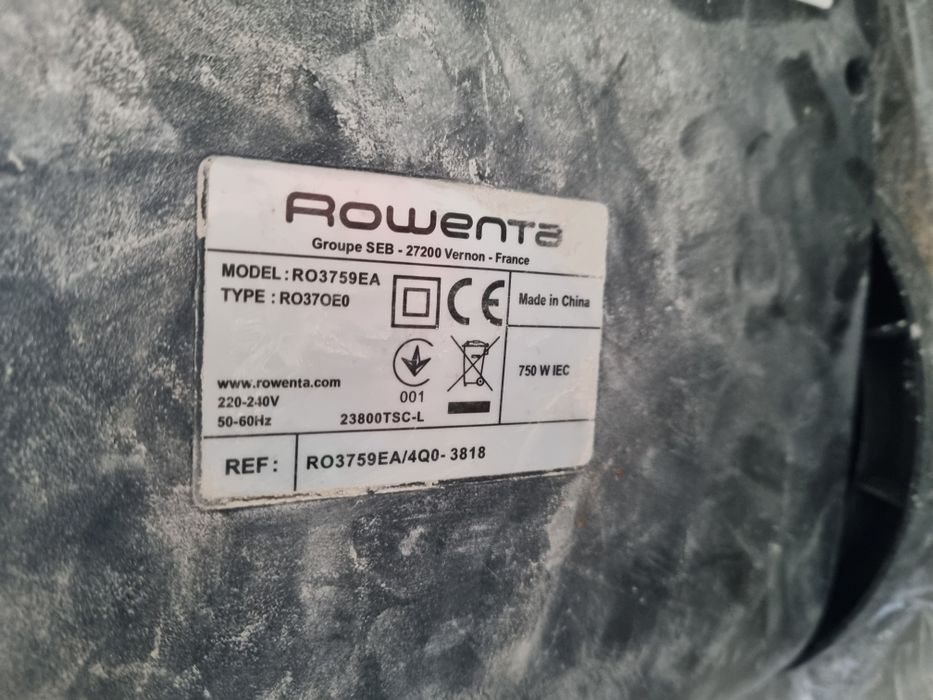 Rowenta
Groupe SEB - 27200 Vernon - France
MODEL : RO3759EA
TYPE : RO37OE0
CE
Made in China
www.rowenta.com
220-240V
50-60Hz
001
23800TSC-L
750 W IEC
REF : RO3759EA/4Q0- 3818